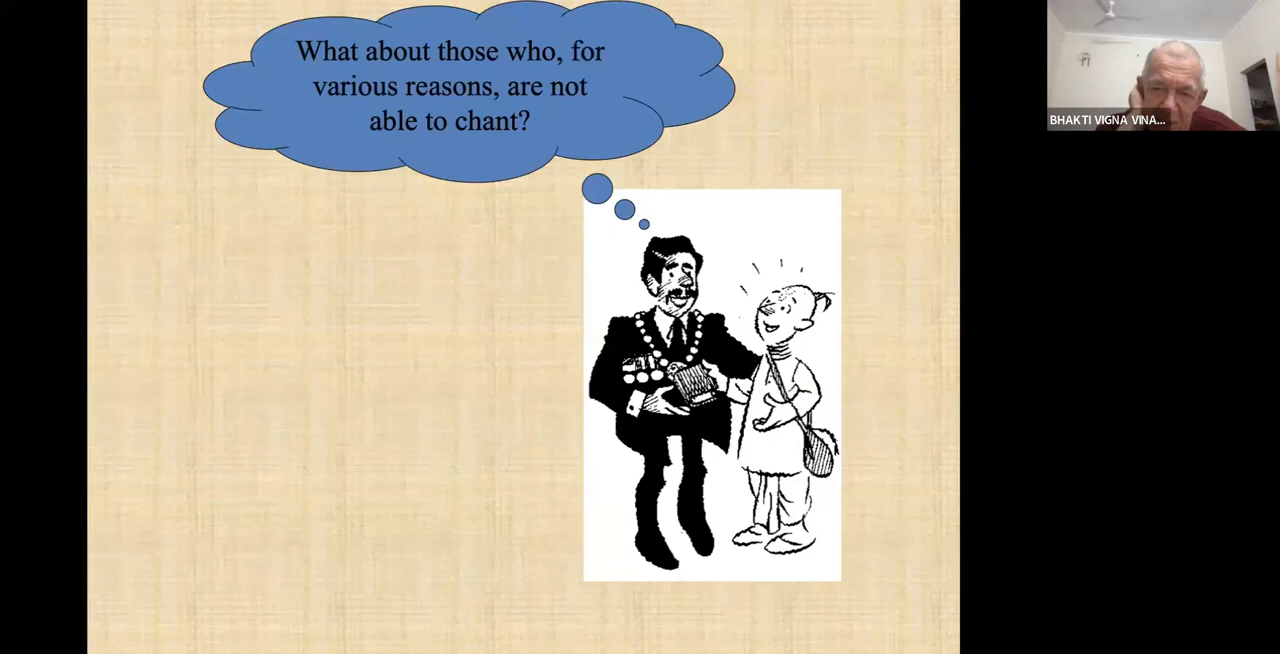 What about those who, for
various reasons, are not
able to chant?
BHAKTI VIGNA VINA...